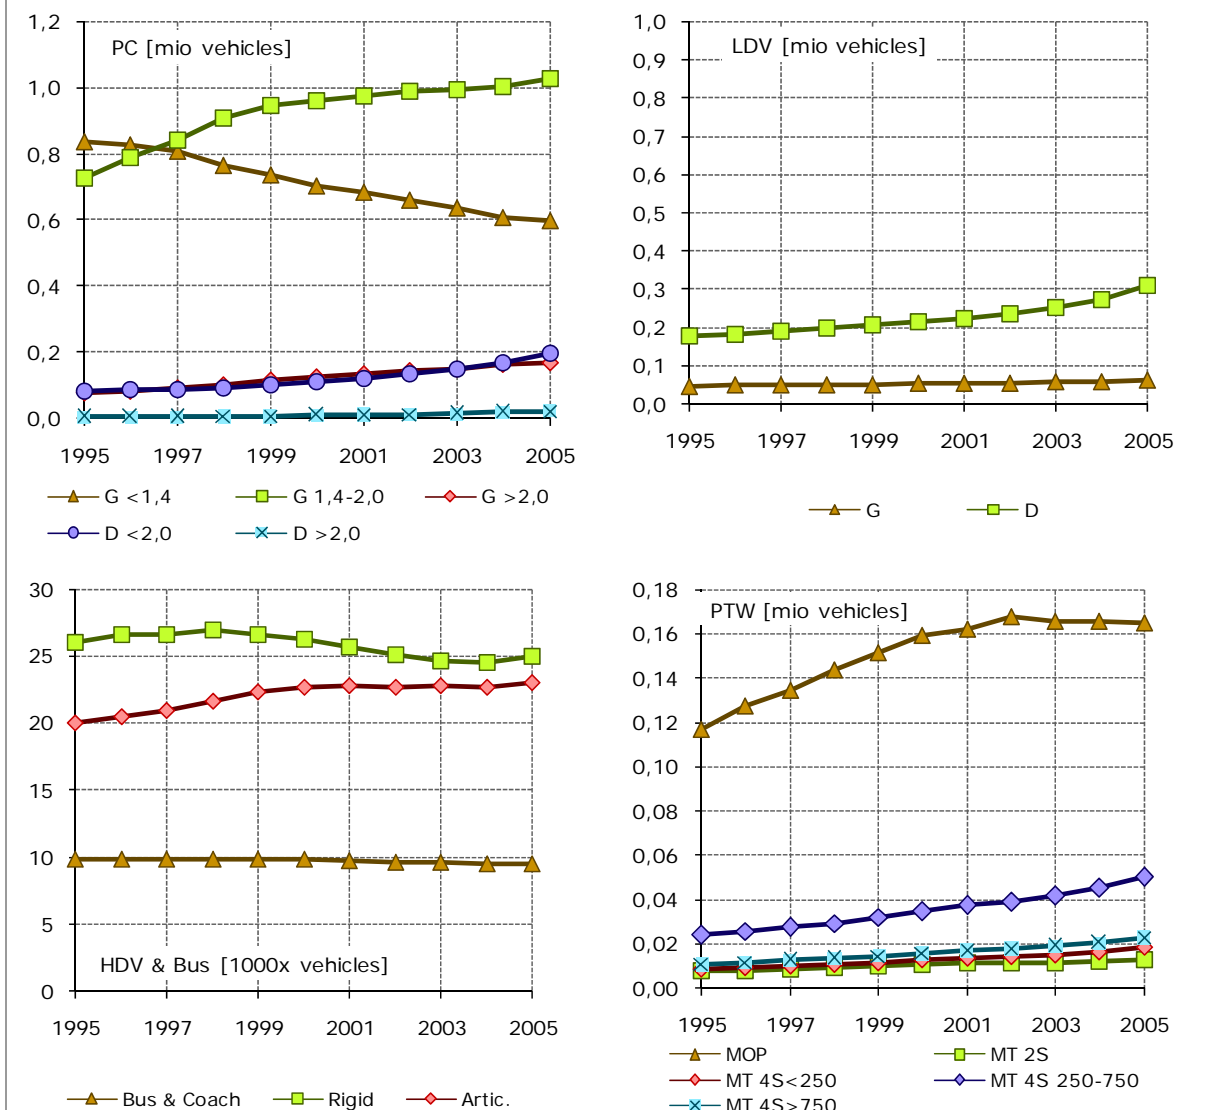 PC [mio vehicles]
1,2
1,0
0,8
0,6
0,4
0,2
0,0
1995 1997 1999 2001 2003 2005
G <1,4 G 1,4-2,0 G >2,0
D <2,0 D >2,0
LDV [mio vehicles]
1,0
0,9
0,8
0,7
0,6
0,5
0,4
0,3
0,2
0,1
0,0
1995 1997 1999 2001 2003 2005
G D
30
25
20
15
10
5
0
HDV & Bus [1000x vehicles]
1995 1997 1999 2001 2003 2005
Bus & Coach Rigid Artic.
PTW [mio vehicles]
0,18
0,16
0,14
0,12
0,10
0,08
0,06
0,04
0,02
0,00
1995 1997 1999 2001 2003 2005
MOP MT 2S
MT 4S<250 MT 4S 250-750
MT 4S>750